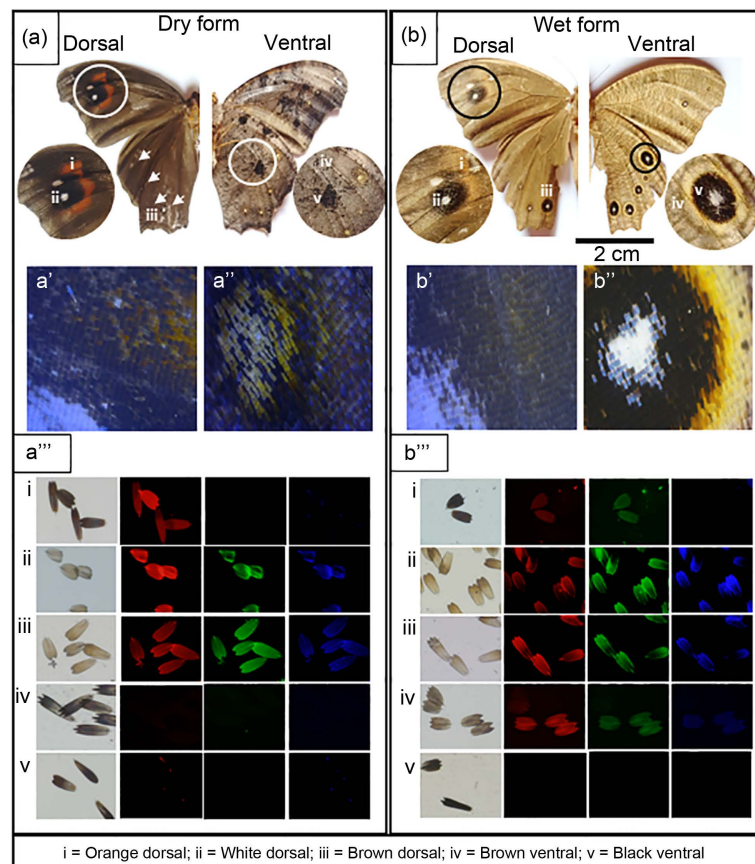 (a)
Dry form
Dorsal
Ventral
i
ii
iii
iv
v
(b)
Wet form
Dorsal
Ventral
i
ii
iii
v
iv
2 cm
a'
a''
b'
b''
a'''
i
ii
iii
iv
v
b'''
i
ii
iii
iv
v
i = Orange dorsal; ii = White dorsal; iii = Brown dorsal; iv = Brown ventral; v = Black ventral